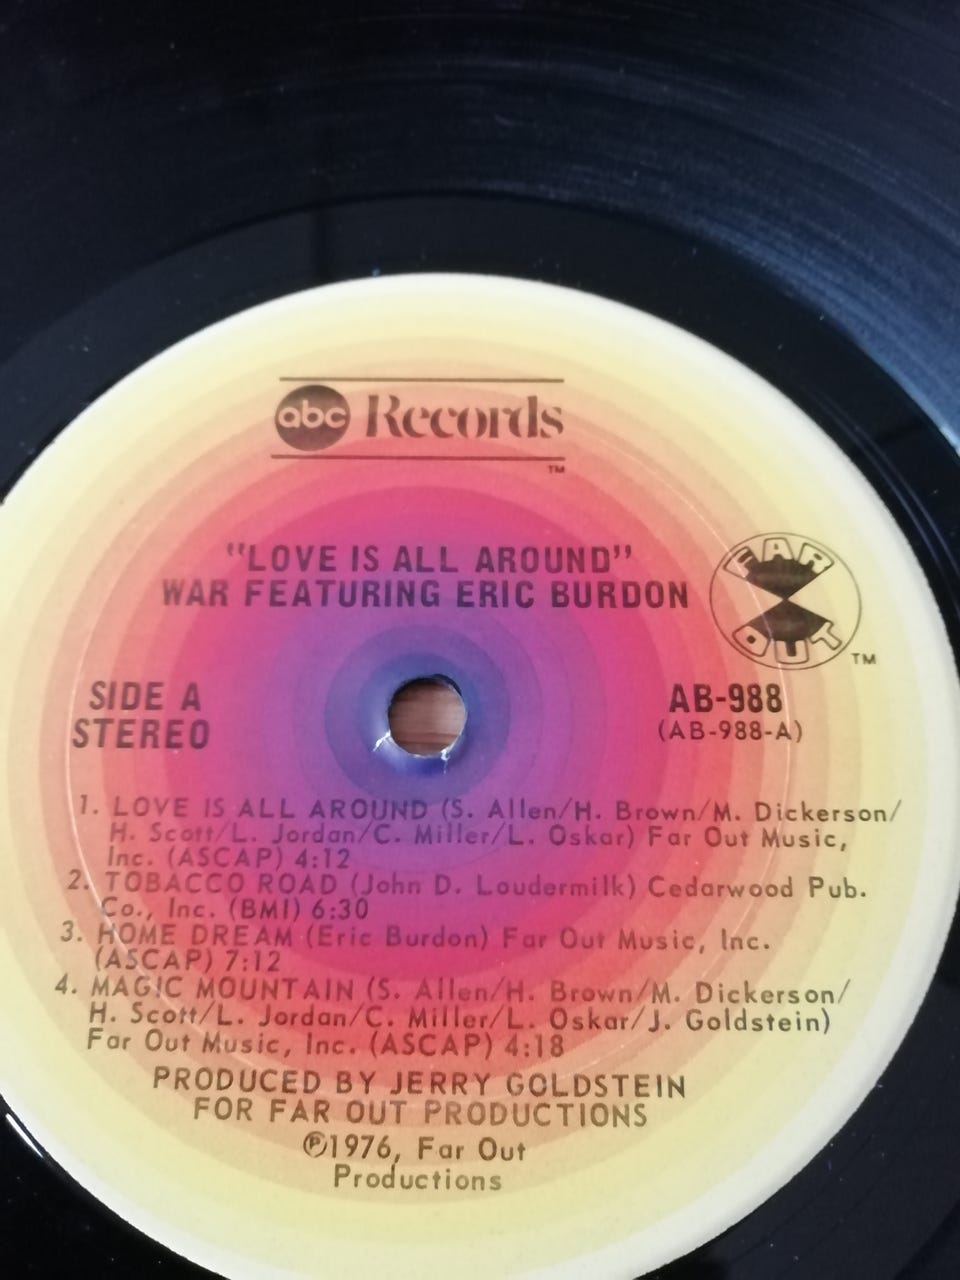 abc Records
TM
"LOVE IS ALL AROUND"
WAR FEATURING ERIC BURDON
FAR
OUT
TM
SIDE A
STEREO
AB-988
(AB-988-A)
1. LOVE IS ALL AROUND (S. Allen/H. Brown/M. Dickerson/
H. Scott/L. Jordan/C. Miller/L. Oskar) Far Out Music,
Inc. (ASCAP) 4:12
2. TOBACCO ROAD (John D. Loudermilk) Cedarwood Pub.
Co., Inc. (BMI) 6:30
3. HOME DREAM (Eric Burdon) Far Out Music, Inc.
(ASCAP) 7:12
4. MAGIC MOUNTAIN (S. Allen/H. Brown/M. Dickerson/
H. Scott/L. Jordan/C. Miller/L. Oskar/J. Goldstein)
Far Out Music, Inc. (ASCAP) 4:18
PRODUCED BY JERRY GOLDSTEIN
FOR FAR OUT PRODUCTIONS
℗1976, Far Out
Productions